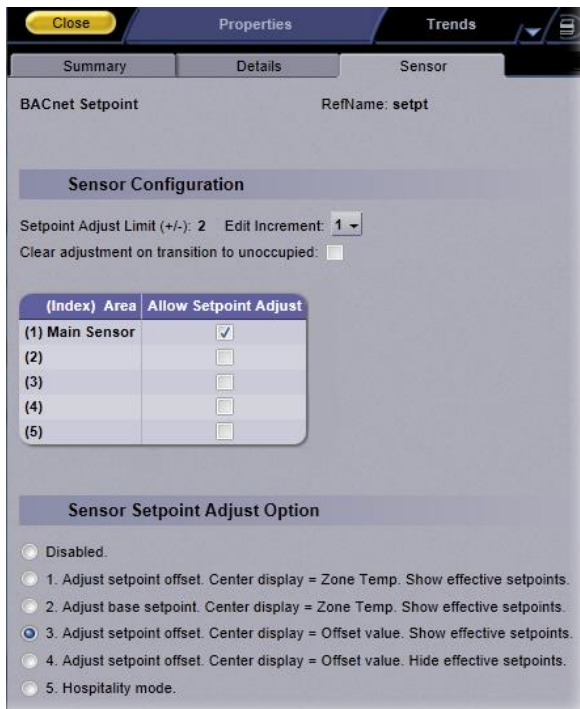 Close Properties Trends
Summary Details Sensor
BACnet Setpoint RefName: setpt
Sensor Configuration
Setpoint Adjust Limit (+/-): 2 Edit Increment: 1
Clear adjustment on transition to unoccupied:
(Index) Area Allow Setpoint Adjust
(1) Main Sensor
(2)
(3)
(4)
(5)
Sensor Setpoint Adjust Option
Disabled.
1. Adjust setpoint offset. Center display = Zone Temp. Show effective setpoints.
2. Adjust base setpoint. Center display = Zone Temp. Show effective setpoints.
3. Adjust setpoint offset. Center display = Offset value. Show effective setpoints.
4. Adjust setpoint offset. Center display = Offset value. Hide effective setpoints.
5. Hospitality mode.